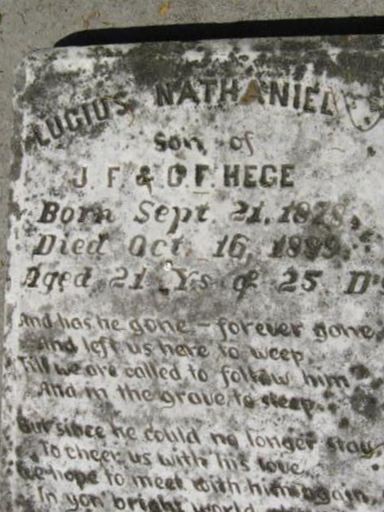 LUCIUS NATHANIEL
Son of
J. F. & C. F. HEGE
Born Sept 21, 1878,
Died Oct. 16, 1899,
Aged 21 Ys & 25 D's
And has he gone - forever gone,
And left us here to weep
Till we are called to follow him
And in the grave to sleep.
But since he could no longer stay,
To cheer us with his love,
We hope to meet with him again,
In yon bright world